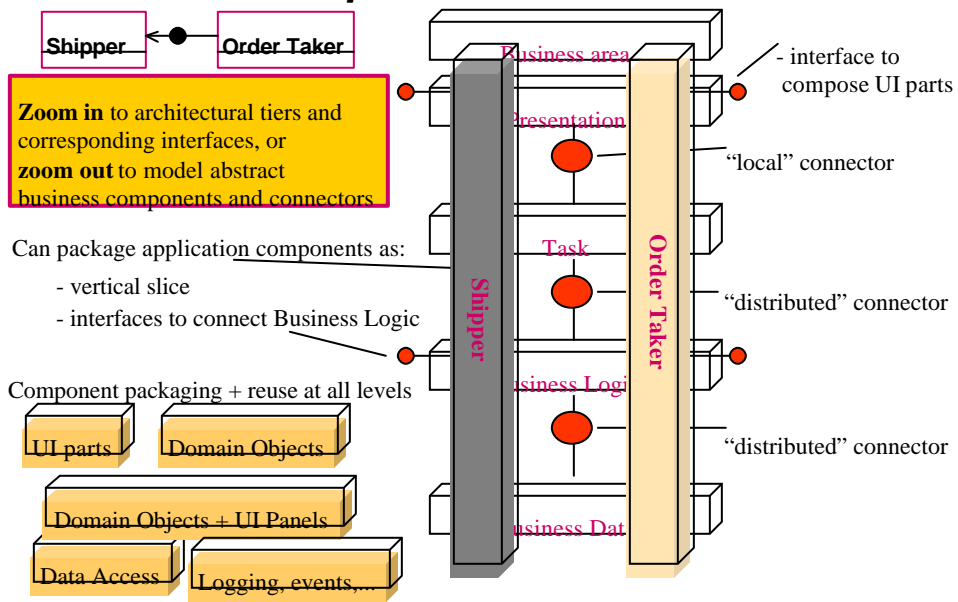 Shipper
Order Taker
Zoom in to architectural tiers and
corresponding interfaces, or
zoom out to model abstract
business components and connectors
Can package application components as:
- vertical slice
- interfaces to connect Business Logic
Component packaging + reuse at all levels
UI parts
Domain Objects
Domain Objects + UI Panels
Data Access
Logging, events,...
Business area
Presentation
Task
usiness Logi
usiness Dat
Shipper
Order Taker
- interface to
compose UI parts
“local” connector
“distributed” connector
“distributed” connector